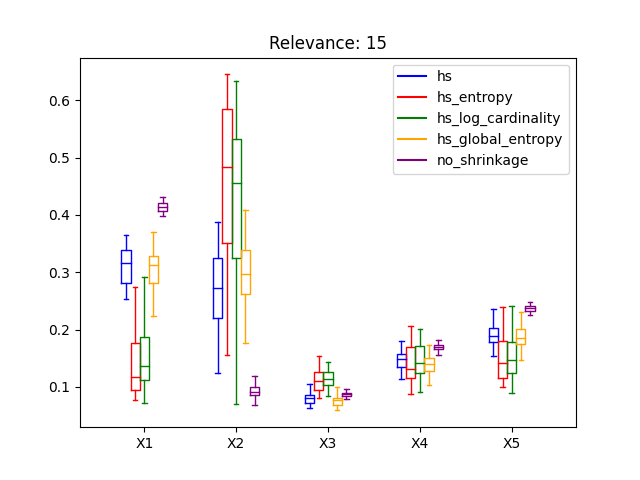 Relevance: 15
hs
hs_entropy
hs_log_cardinality
hs_global_entropy
no_shrinkage
0.6
0.5
0.4
0.3
0.2
0.1
X1 X2 X3 X4 X5